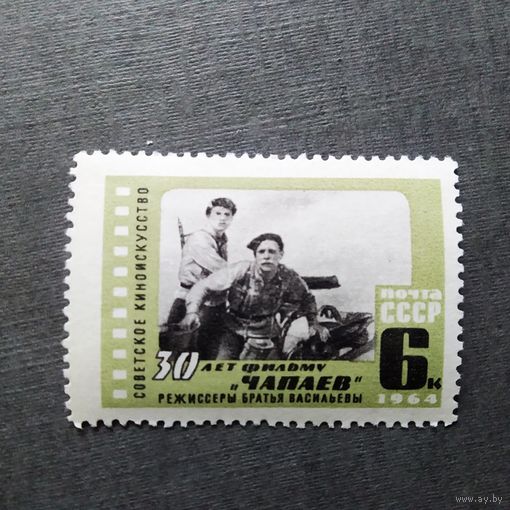 СОВЕТСКОЕ КИНОИСКУССТВО
30 ЛЕТ ФИЛЬМУ
„ЧАПАЕВ"
РЕЖИССЕРЫ БРАТЬЯ ВАСИЛЬЕВЫ
ПОЧТА
СССР
6К
1964
www.ay.by